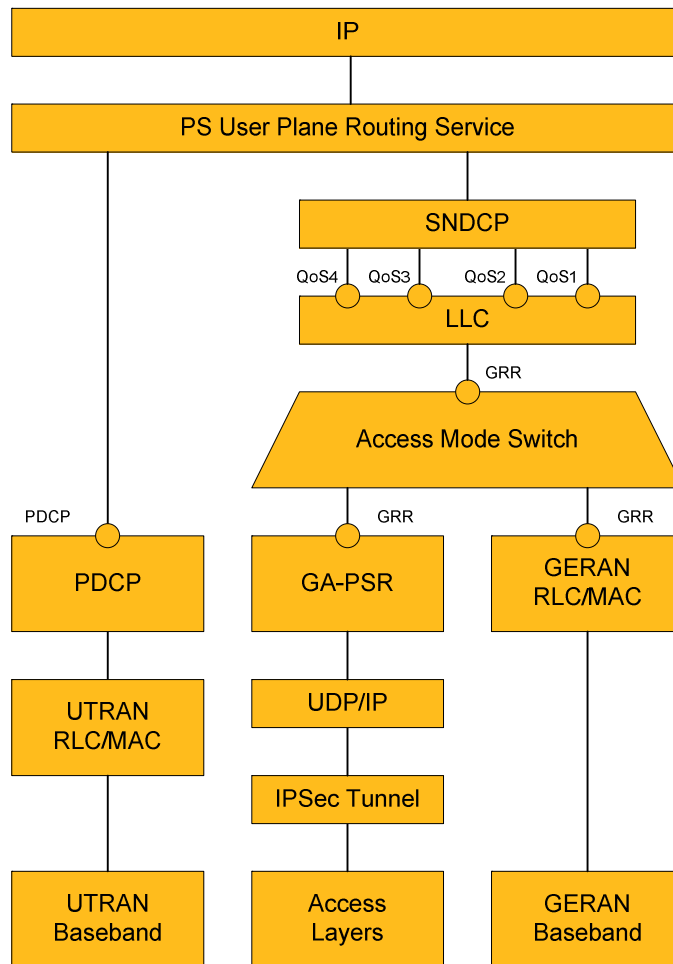 IP
PS User Plane Routing Service
SNDCP
QoS4
QoS3
QoS2
QoS1
LLC
GRR
Access Mode Switch
PDCP
GRR
GRR
PDCP
GA-PSR
GERAN
RLC/MAC
UTRAN
RLC/MAC
UDP/IP
IPSec Tunnel
UTRAN
Baseband
Access
Layers
GERAN
Baseband